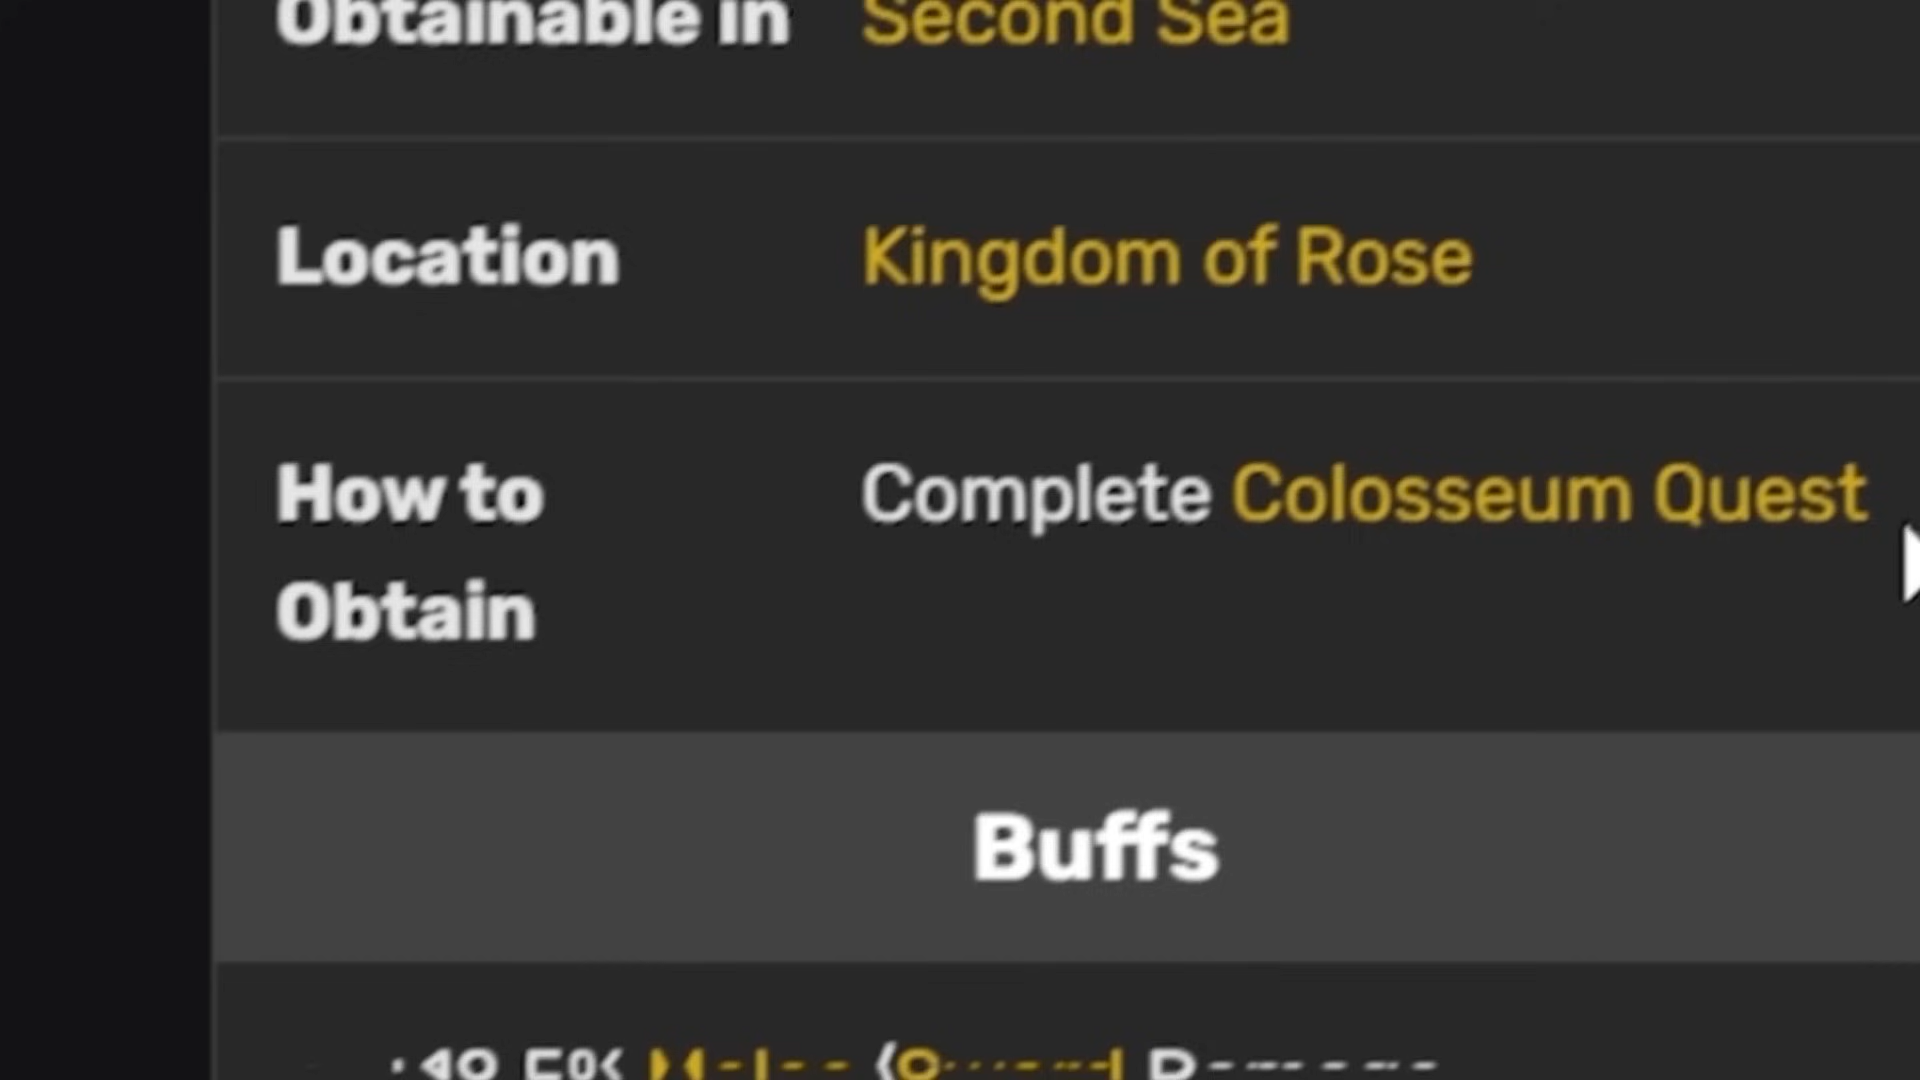 Obtainable in Second Sea
Location Kingdom of Rose
How to Obtain Complete Colosseum Quest
Buffs